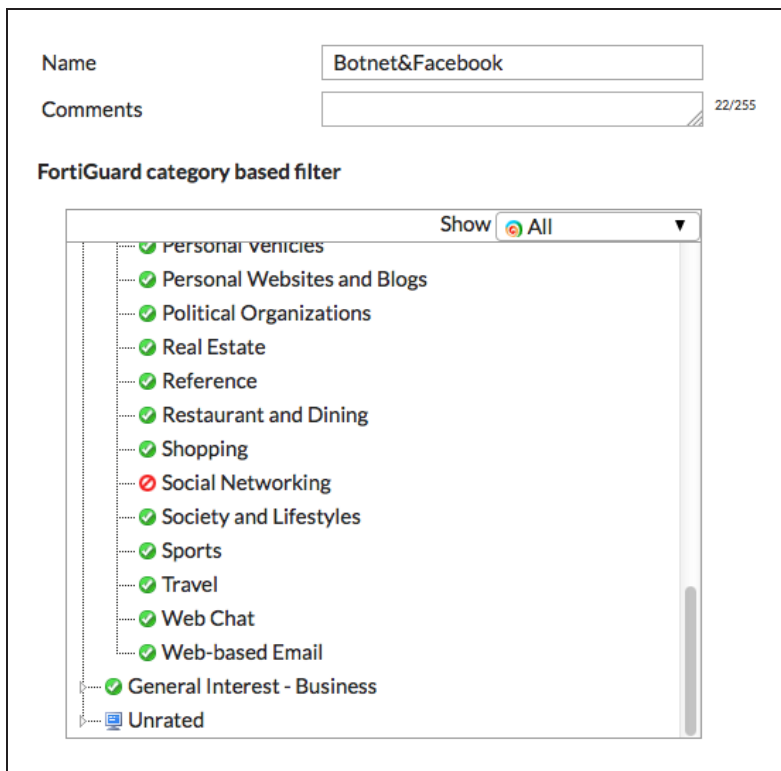 Name Botnet&Facebook
Comments 22/255
FortiGuard category based filter
Show All
Personal Vehicles
Personal Websites and Blogs
Political Organizations
Real Estate
Reference
Restaurant and Dining
Shopping
Social Networking
Society and Lifestyles
Sports
Travel
Web Chat
Web-based Email
General Interest - Business
Unrated